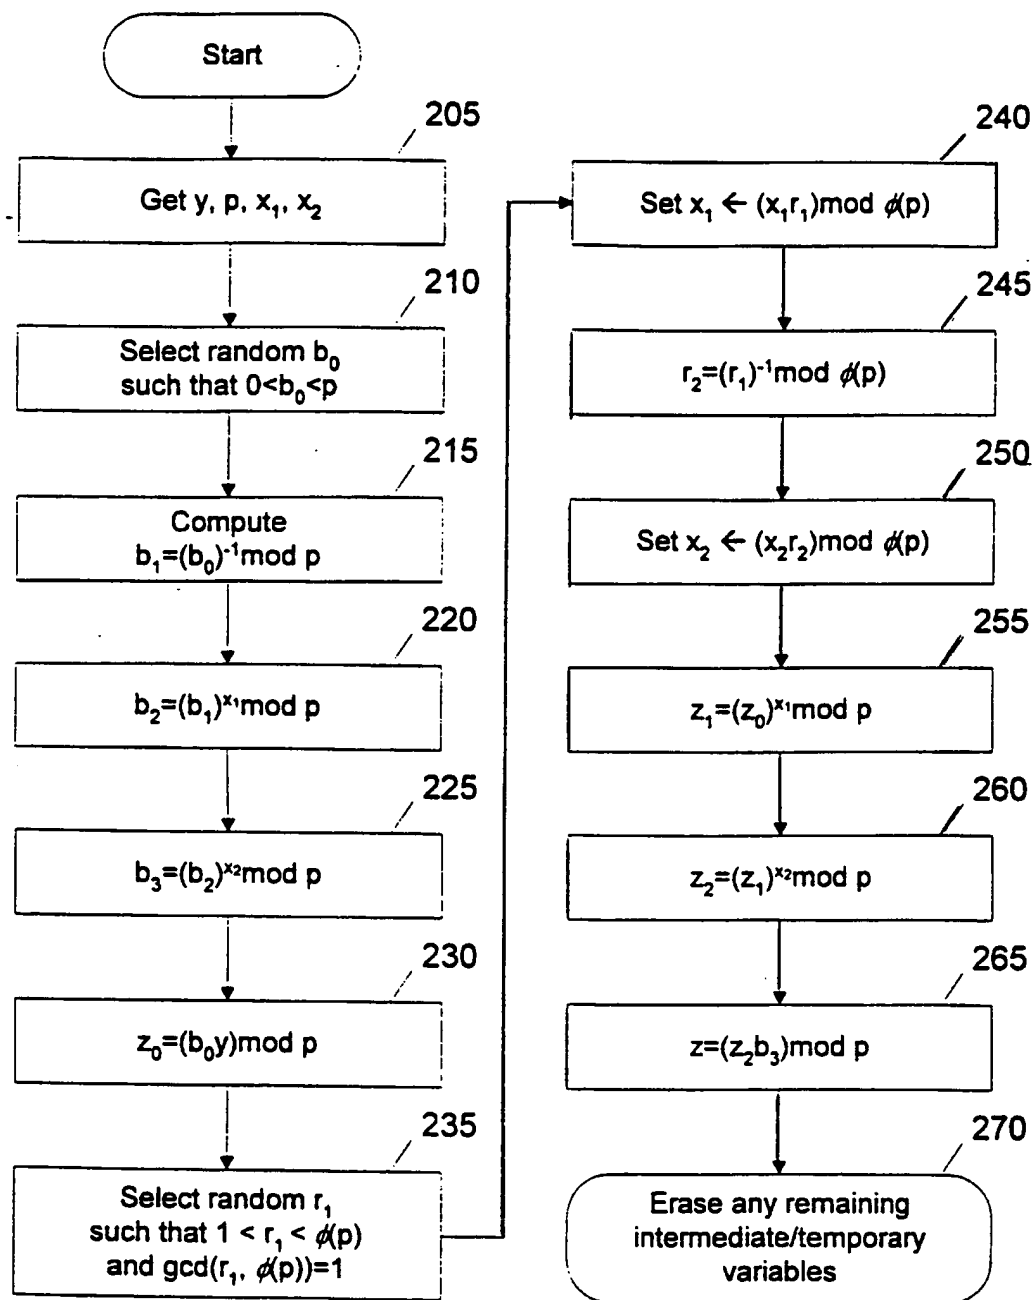 Start
205
Get y, p, x₁, x₂
210
Select random b₀
such that 0<b₀<p
215
Compute
b₁=(b₀)⁻¹mod p
220
b₂=(b₁)^x₁mod p
225
b₃=(b₂)^x₂mod p
230
z₀=(b₀y)mod p
235
Select random r₁
such that 1 < r₁ < ϕ(p)
and gcd(r₁, ϕ(p))=1
240
Set x₁ ← (x₁r₁)mod ϕ(p)
245
r₂=(r₁)⁻¹mod ϕ(p)
250
Set x₂ ← (x₂r₂)mod ϕ(p)
255
z₁=(z₀)^x₁mod p
260
z₂=(z₁)^x₂mod p
265
z=(z₂b₃)mod p
270
Erase any remaining
intermediate/temporary
variables